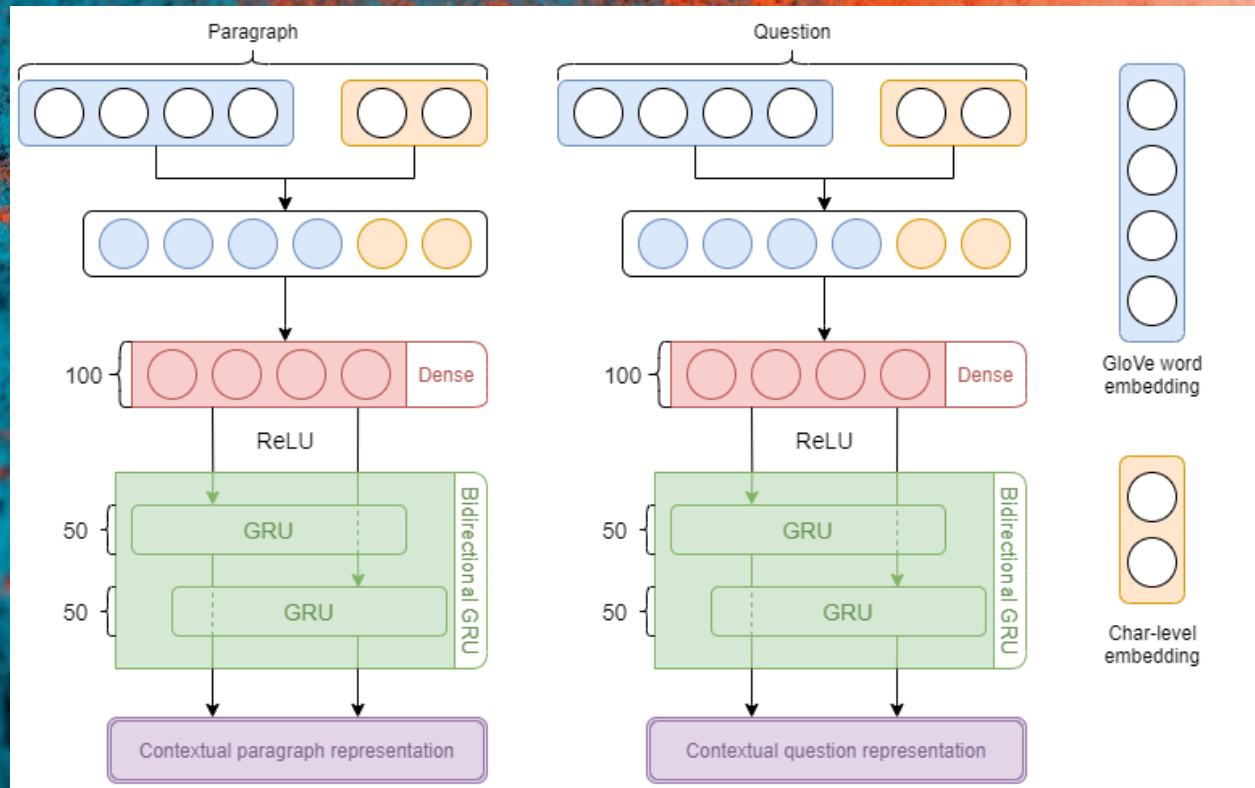 Paragraph
100
Dense
ReLU
50
GRU
50
GRU
Bidirectional GRU
Contextual paragraph representation
Question
100
Dense
ReLU
50
GRU
50
GRU
Bidirectional GRU
Contextual question representation
GloVe word
embedding
Char-level
embedding